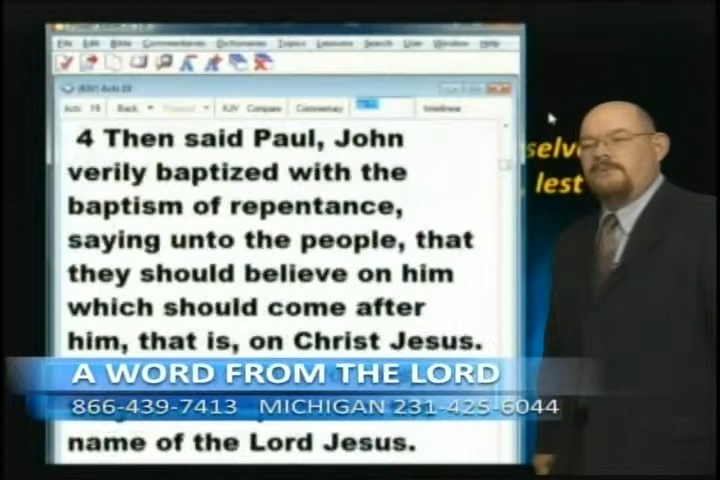 File Edit Bible Commentaries Dictionaries Topics Lessons Search User Window Help
(KJV) Acts 19
Acts 19 Back KJV Compare Commentary Interlinear
4 Then said Paul, John
verily baptized with the
baptism of repentance,
saying unto the people, that
they should believe on him
which should come after
him, that is, on Christ Jesus.
selve
lest
A WORD FROM THE LORD
866-439-7413 MICHIGAN 231-425-6044
name of the Lord Jesus.